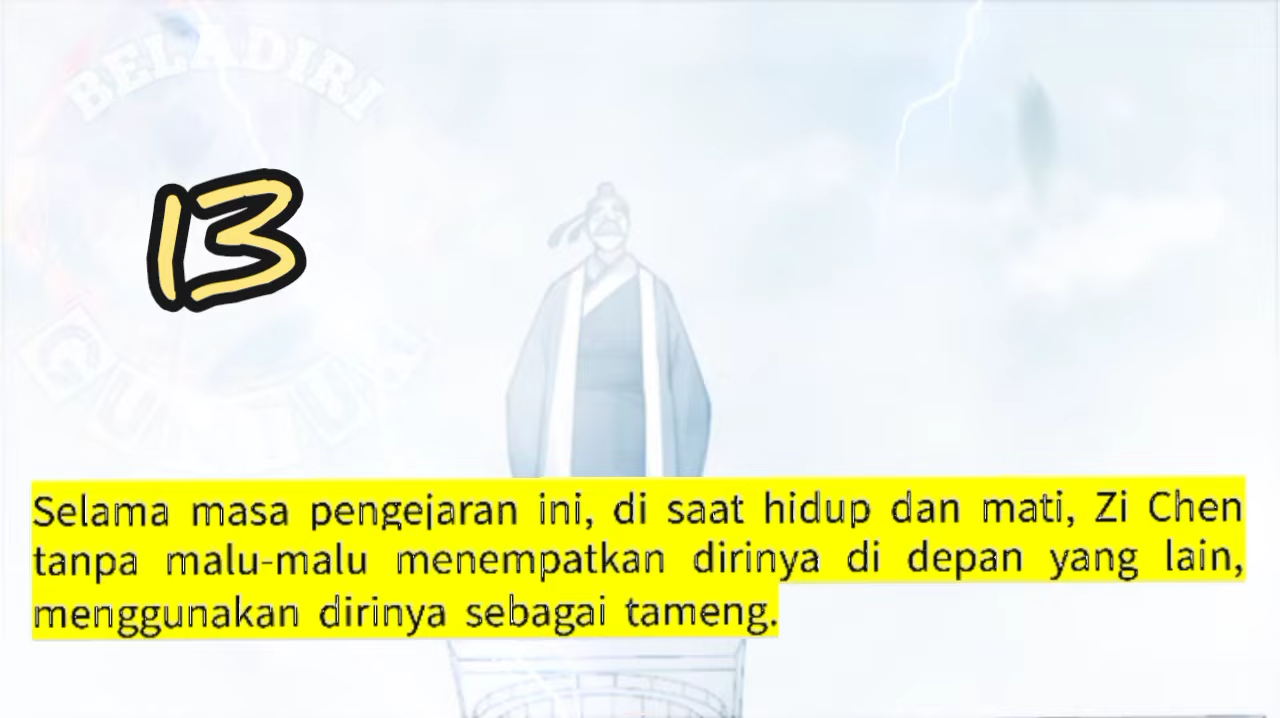 BELADIRI
13
GUNTUR
Selama masa pengejaran ini, di saat hidup dan mati, Zi Chen
tanpa malu-malu menempatkan dirinya di depan yang lain,
menggunakan dirinya sebagai tameng.